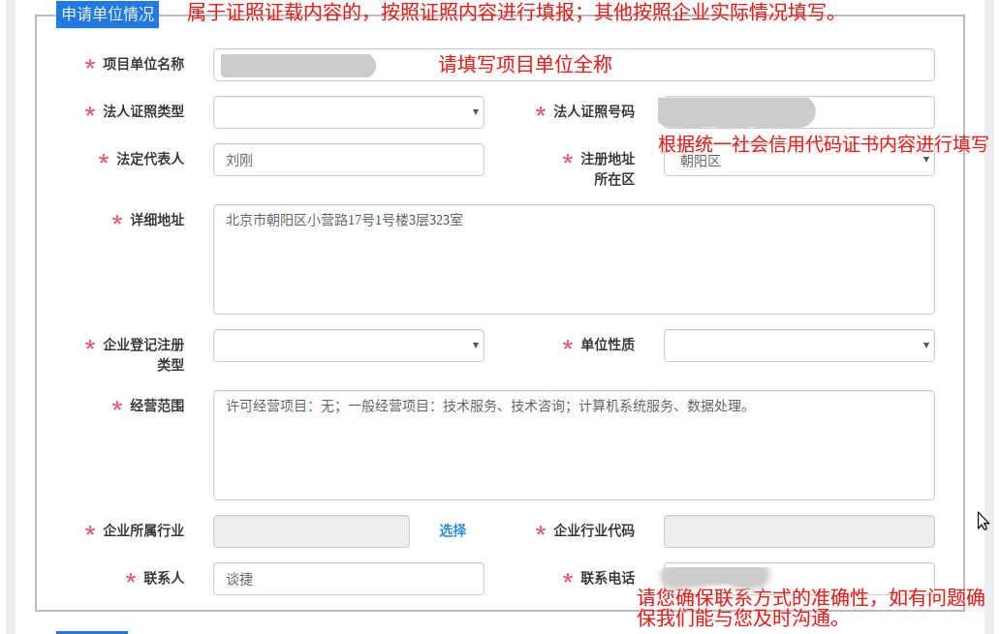 申请单位情况 属于证照证载内容的，按照证照内容进行填报；其他按照企业实际情况填写。
* 项目单位名称 请填写项目单位全称
* 法人证照类型 * 法人证照号码
根据统一社会信用代码证书内容进行填写
* 法定代表人 刘刚 * 注册地址 朝阳区
所在区
* 详细地址 北京市朝阳区小营路17号1号楼3层323室
* 企业登记注册 * 单位性质
类型
* 经营范围 许可经营项目：无；一般经营项目：技术服务、技术咨询；计算机系统服务、数据处理。
* 企业所属行业 选择 * 企业行业代码
* 联系人 谈捷 * 联系电话
请您确保联系方式的准确性，如有问题确
保我们能与您及时沟通。